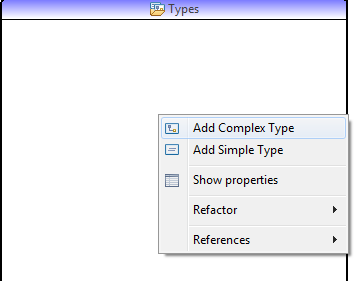 Types
Add Complex Type
Add Simple Type
Show properties
Refactor
References